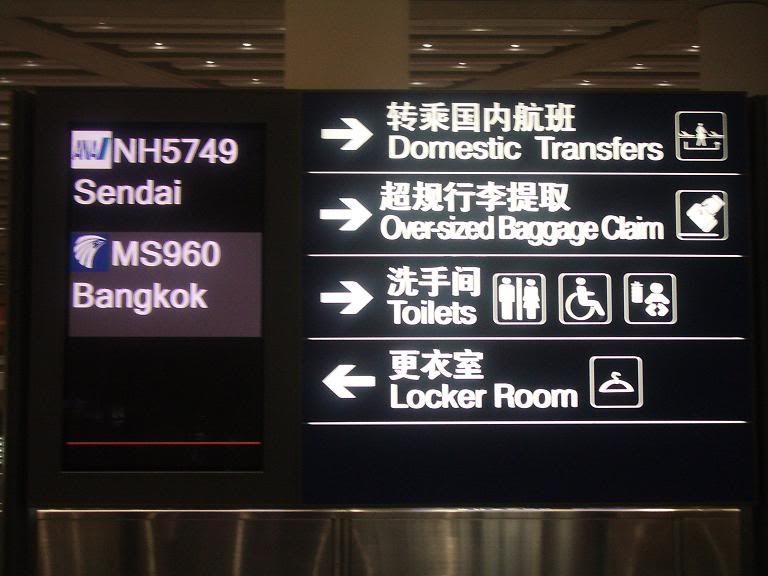 ANA NH5749
Sendai
MS960
Bangkok
转乘国内航班
Domestic Transfers
超规行李提取
Over-sized Baggage Claim
洗手间
Toilets
更衣室
Locker Room